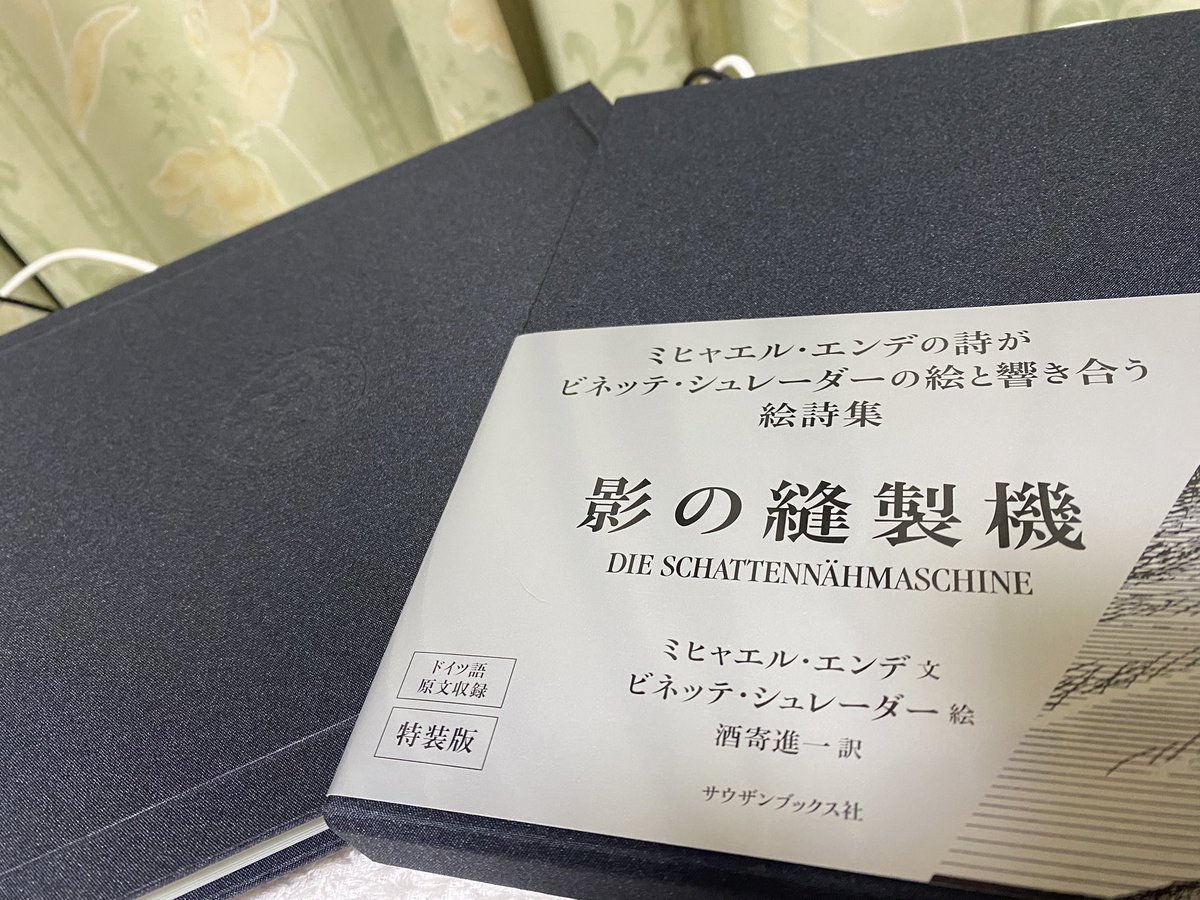 ミヒャエル・エンデの詩が
ビネッテ・シュレーダーの絵と響き合う
絵詩集
影の縫製機
DIE SCHATTENNÄHMASCHINE
ミヒャエル・エンデ 文
ビネッテ・シュレーダー 絵
酒寄進一 訳
サウザンブックス社
ドイツ語
原文収録
特装版